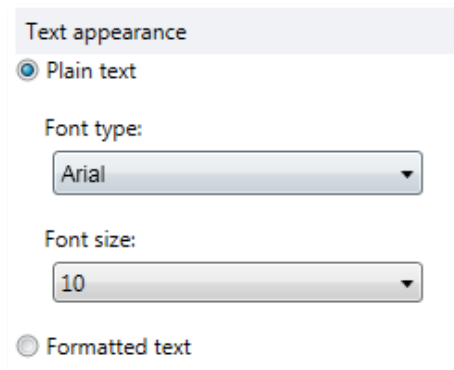 Text appearance
Plain text
Font type:
Arial
Font size:
10
Formatted text